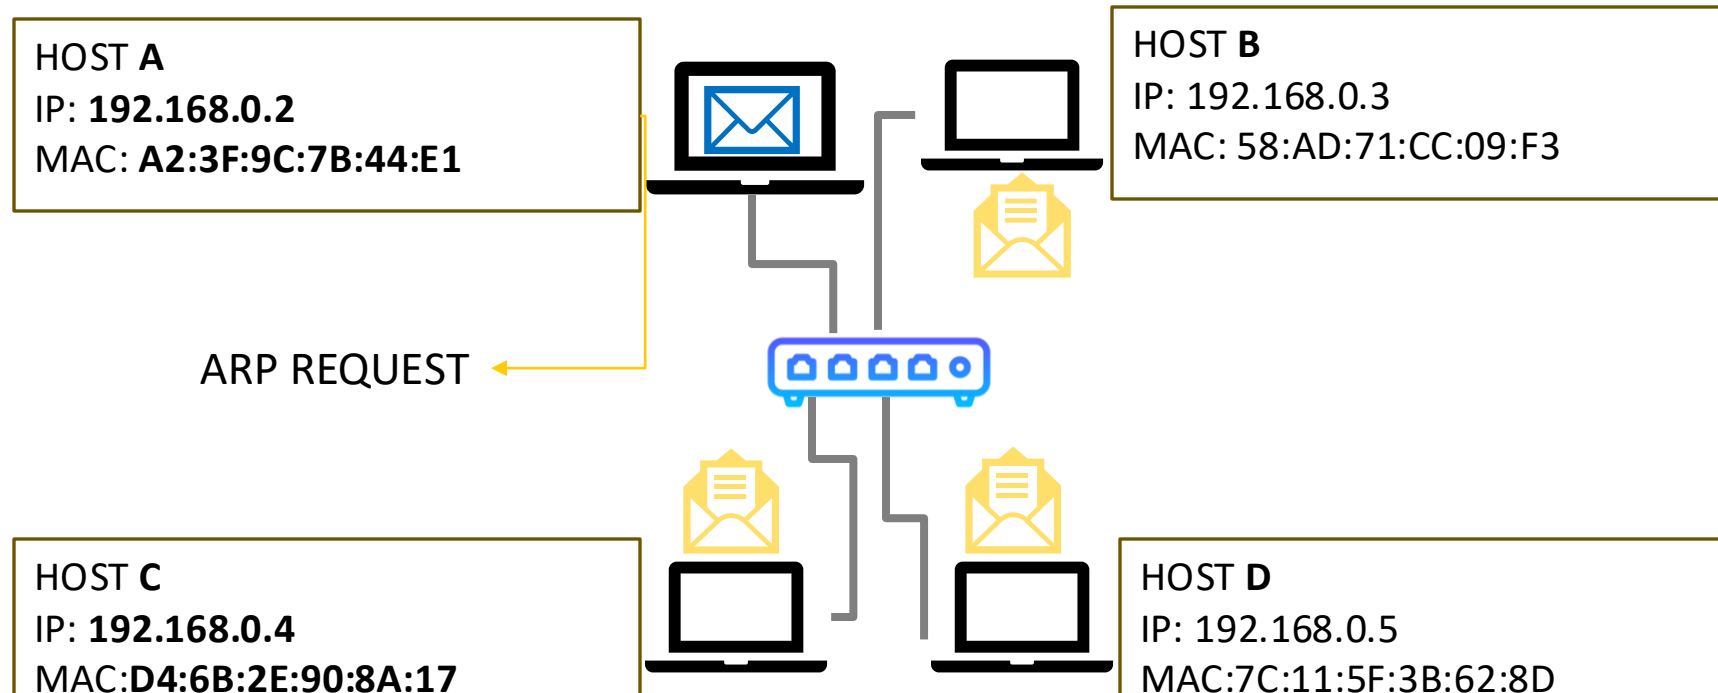 HOST A
IP: 192.168.0.2
MAC: A2:3F:9C:7B:44:E1
HOST B
IP: 192.168.0.3
MAC: 58:AD:71:CC:09:F3
ARP REQUEST
HOST C
IP: 192.168.0.4
MAC:D4:6B:2E:90:8A:17
HOST D
IP: 192.168.0.5
MAC:7C:11:5F:3B:62:8D